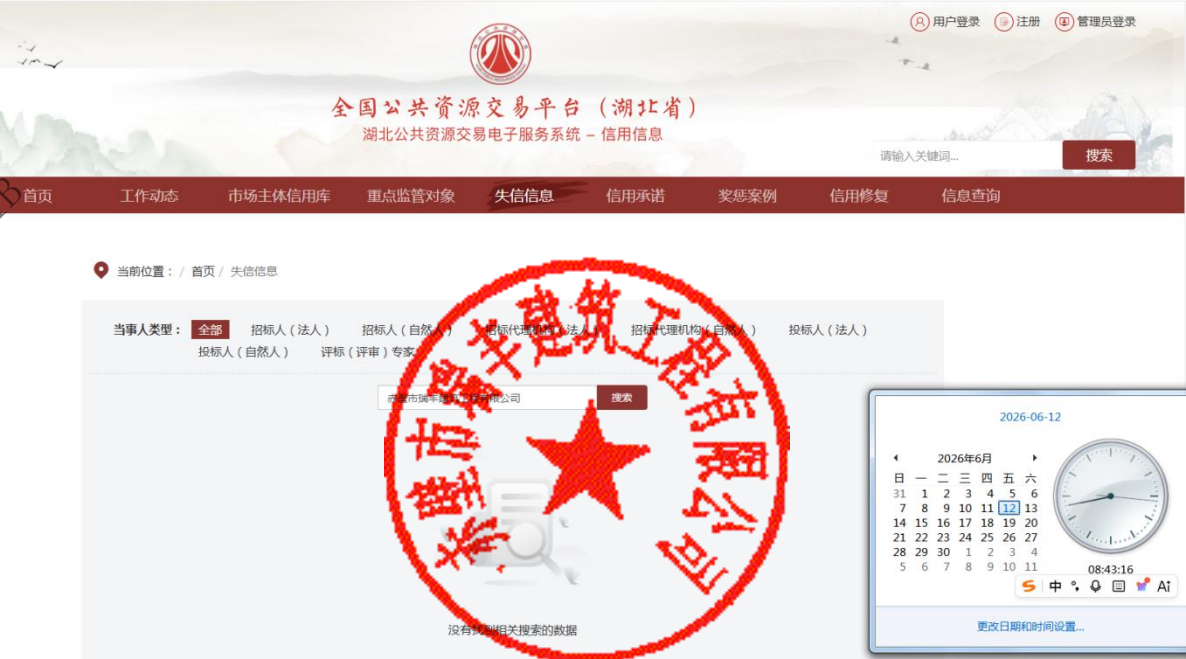 用户登录 注册 管理员登录
全国公共资源交易平台（湖北省）
湖北公共资源交易电子服务系统 – 信用信息
请输入关键词... 搜索
首页 工作动态 市场主体信用库 重点监管对象 失信信息 信用承诺 奖惩案例 信用修复 信息查询
当前位置： / 首页 / 失信信息
当事人类型： 全部 招标人（法人） 招标人（自然人） 招标代理机构（法人） 招标代理机构（自然人） 投标人（法人）
投标人（自然人） 评标（评审）专家
赤壁市瑞丰建筑工程有限公司 搜索
赤壁市瑞丰建筑工程有限公司
没有找到相关搜索的数据
2026-06-12
2026年6月
日 一 二 三 四 五 六
31 1 2 3 4 5 6
7 8 9 10 11 12 13
14 15 16 17 18 19 20
21 22 23 24 25 26 27
28 29 30 1 2 3 4
5 6 7 8 9 10 11
08:43:16
中 °,
更改日期和时间设置...